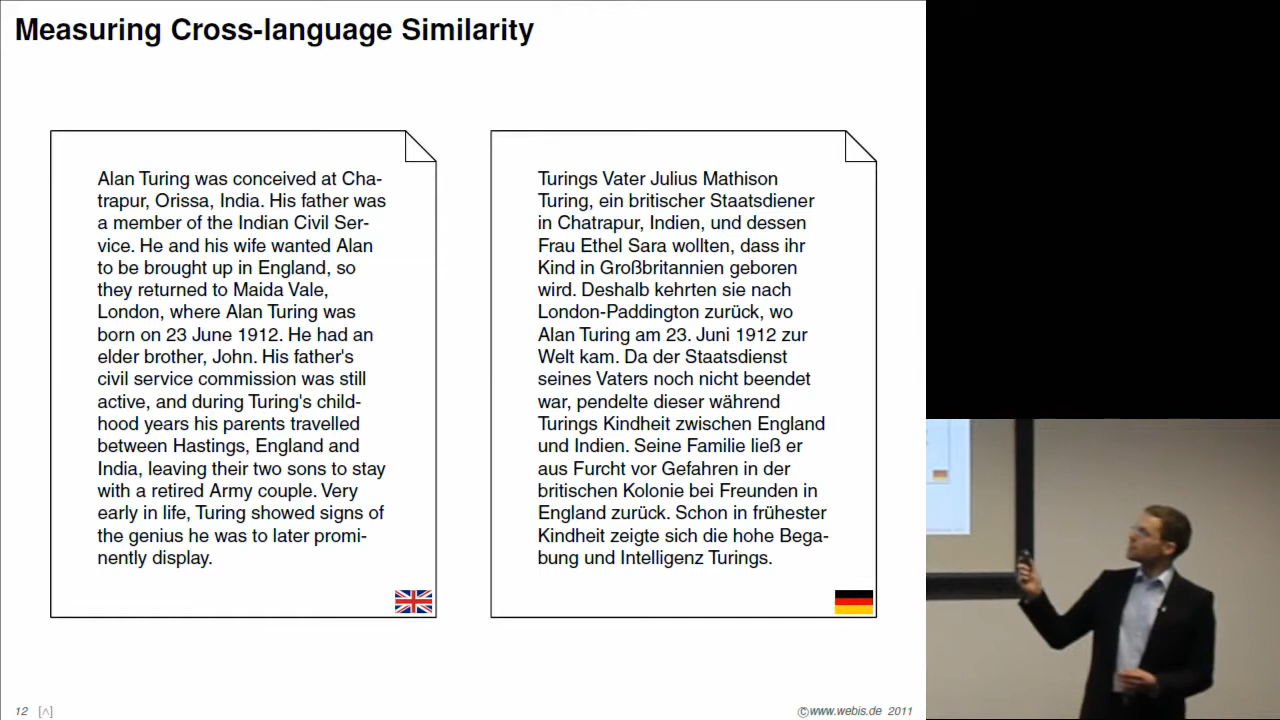 Measuring Cross-language Similarity
Alan Turing was conceived at Cha-
trapur, Orissa, India. His father was
a member of the Indian Civil Ser-
vice. He and his wife wanted Alan
to be brought up in England, so
they returned to Maida Vale,
London, where Alan Turing was
born on 23 June 1912. He had an
elder brother, John. His father's
civil service commission was still
active, and during Turing's child-
hood years his parents travelled
between Hastings, England and
India, leaving their two sons to stay
with a retired Army couple. Very
early in life, Turing showed signs of
the genius he was to later promi-
nently display.
Turings Vater Julius Mathison
Turing, ein britischer Staatsdiener
in Chatrapur, Indien, und dessen
Frau Ethel Sara wollten, dass ihr
Kind in Großbritannien geboren
wird. Deshalb kehrten sie nach
London-Paddington zurück, wo
Alan Turing am 23. Juni 1912 zur
Welt kam. Da der Staatsdienst
seines Vaters noch nicht beendet
war, pendelte dieser während
Turings Kindheit zwischen England
und Indien. Seine Familie ließ er
aus Furcht vor Gefahren in der
britischen Kolonie bei Freunden in
England zurück. Schon in frühester
Kindheit zeigte sich die hohe Bega-
bung und Intelligenz Turings.
12 [∧]
©www.webis.de 2011